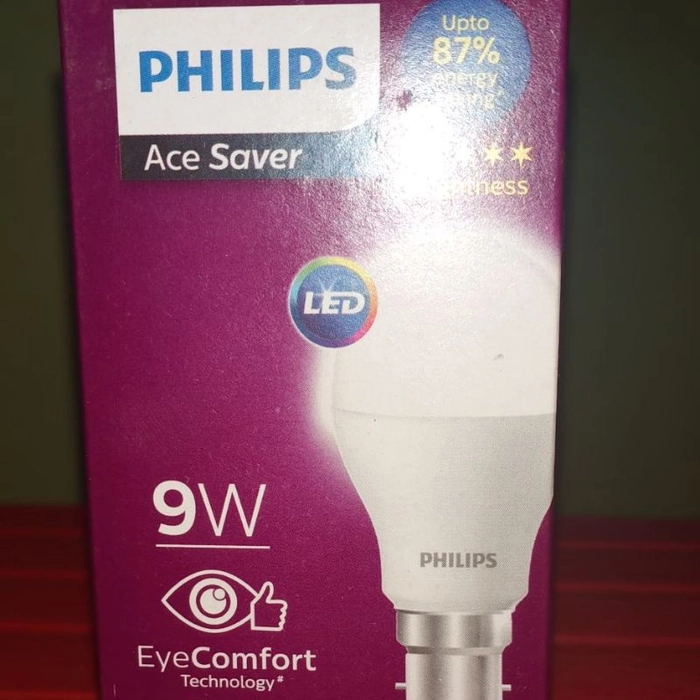 PHILIPS
Ace Saver
Upto
87%
energy
LED
9W
PHILIPS
EyeComfort
Technology#